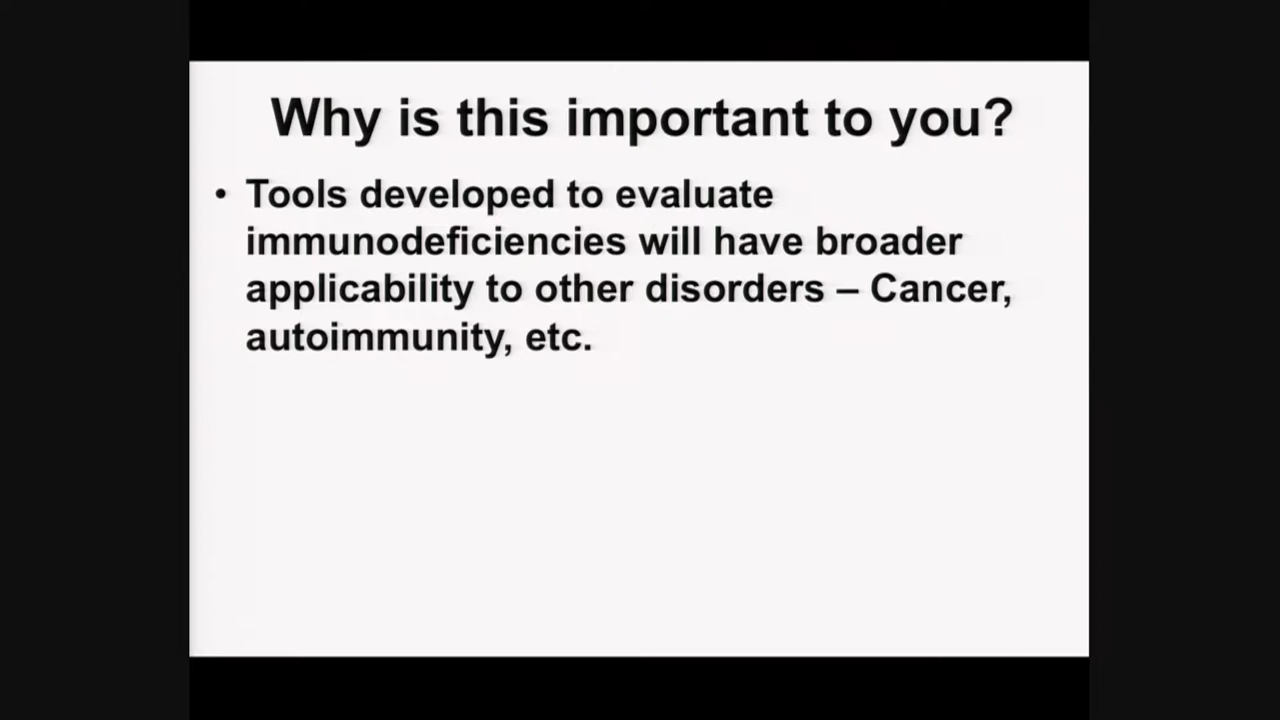 Why is this important to you?
• Tools developed to evaluate
immunodeficiencies will have broader
applicability to other disorders – Cancer,
autoimmunity, etc.